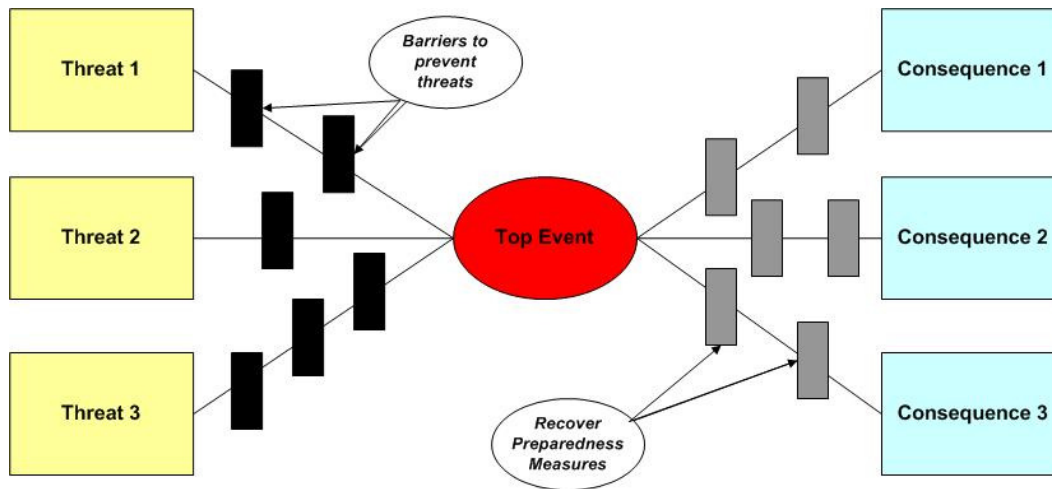 Threat 1
Barriers to
prevent
threats
Consequence 1
Threat 2
Top Event
Consequence 2
Threat 3
Recover
Preparedness
Measures
Consequence 3